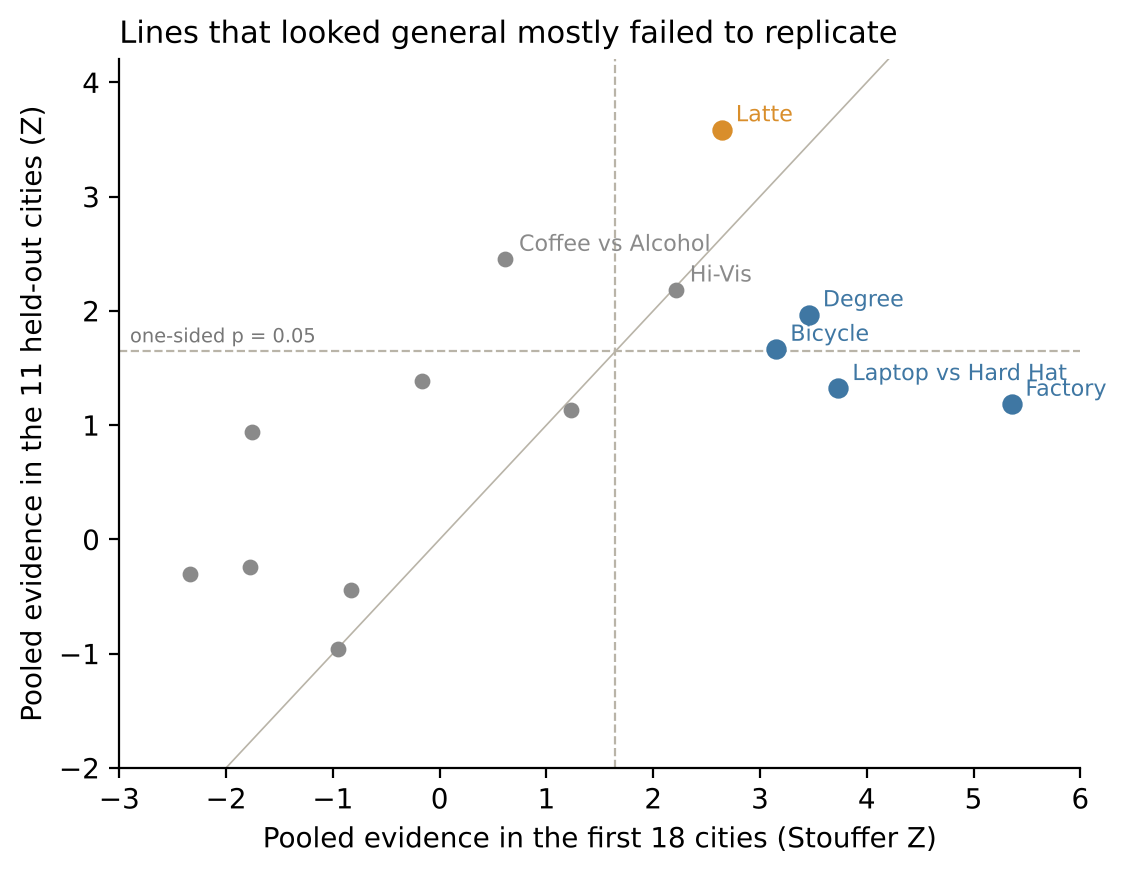 Lines that looked general mostly failed to replicate
Pooled evidence in the 11 held-out cities (Z)
4
3
2
1
0
−1
−2
Latte
Coffee vs Alcohol
Hi-Vis
Degree
one-sided p = 0.05
Bicycle
Laptop vs Hard Hat
Factory
−3
−2
−1
0
1
2
3
4
5
6
Pooled evidence in the first 18 cities (Stouffer Z)